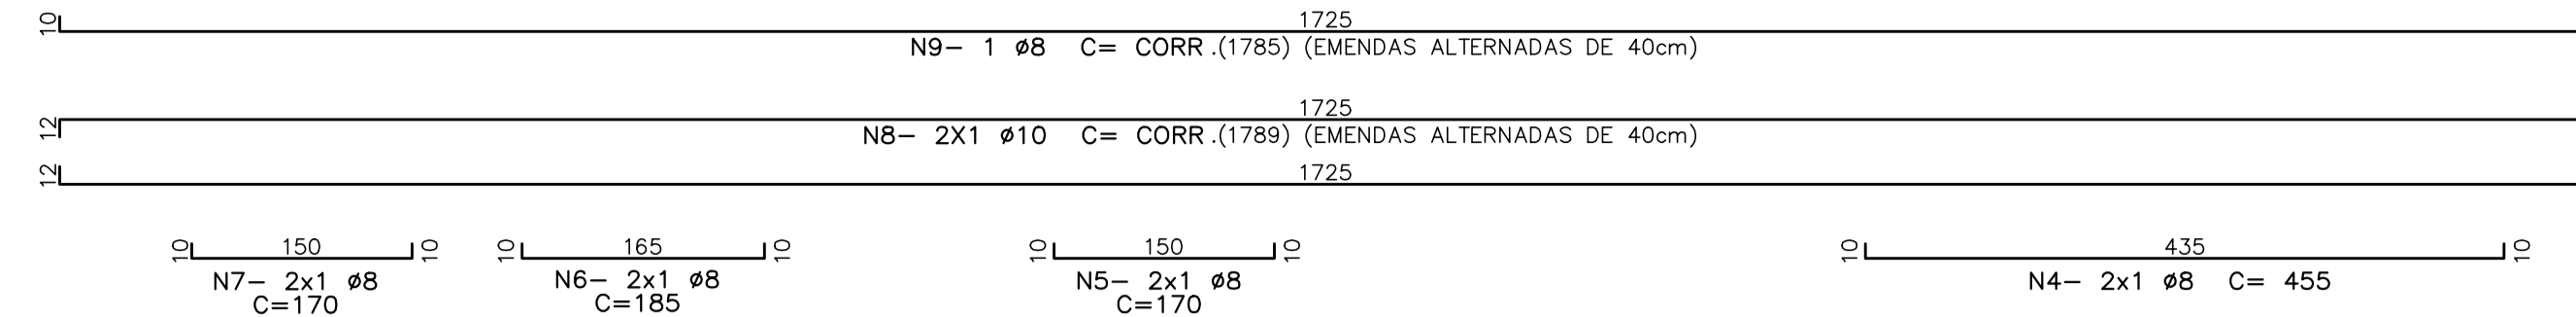 10
1725
N9– 1 ø8 C= CORR.(1785) (EMENDAS ALTERNADAS DE 40cm)
12
1725
N8– 2X1 ø10 C= CORR.(1789) (EMENDAS ALTERNADAS DE 40cm)
12
1725
10 150 10
N7– 2x1 ø8
C=170
10 165 10
N6– 2x1 ø8
C=185
10 150 10
N5– 2x1 ø8
C=170
10 435 10
N4– 2x1 ø8 C= 455